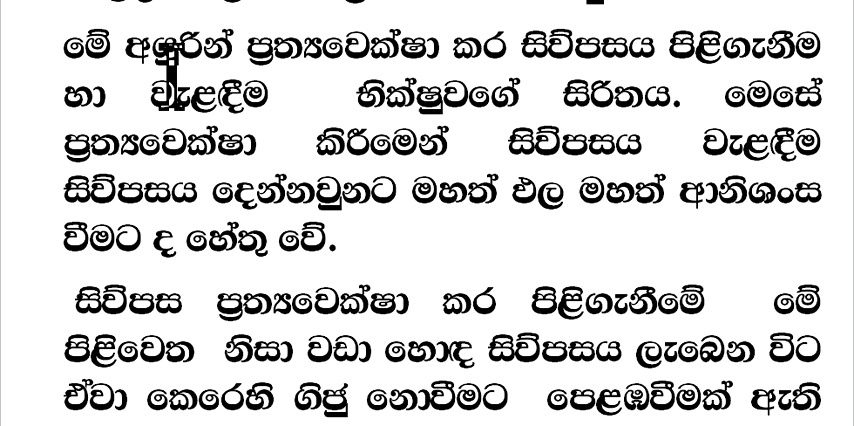 මේ අයුරින් ප්‍රත්‍යවෙක්ෂා කර සිව්පසය පිළිගැනීම
හා වැළඳීම භික්ෂුවගේ සිරිතය. මෙසේ
ප්‍රත්‍යවෙක්ෂා කිරීමෙන් සිව්පසය වැළඳීම
සිව්පසය දෙන්නවුනට මහත් ඵල මහත් ආනිශංස
වීමට ද හේතු වේ.
සිව්පස ප්‍රත්‍යවෙක්ෂා කර පිළිගැනීමේ මේ
පිළිවෙත නිසා වඩා හොඳ සිව්පසය ලැබෙන විට
ඒවා කෙරෙහි ගිජු නොවීමට පෙළඹවීමක් ඇති